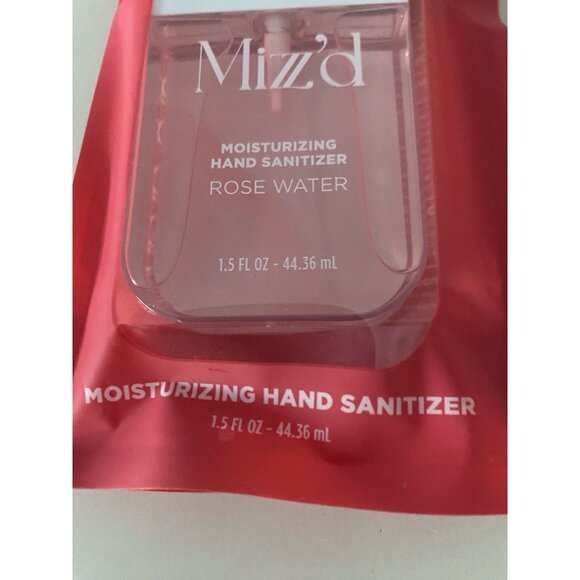 Mizz'd
MOISTURIZING
HAND SANITIZER
ROSE WATER
1.5 FL OZ - 44.36 mL
MOISTURIZING HAND SANITIZER
1.5 FL OZ - 44.36 mL